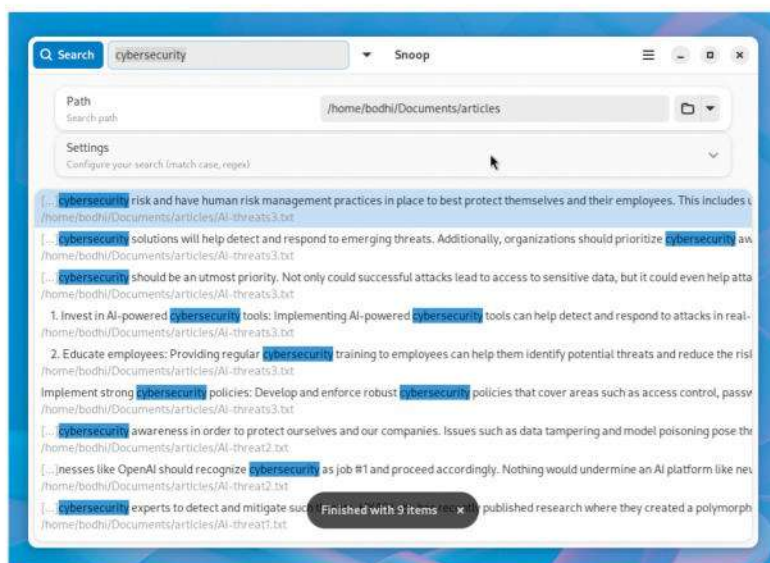 Search cybersecurity Snoop
Path
Search path
/home/bodhi/Documents/articles
Settings
Configure your search (match case, regex)
[...]cybersecurity risk and have human risk management practices in place to best protect themselves and their employees. This includes u
/home/bodhi/Documents/articles/AI-threats3.txt
[...]cybersecurity solutions will help detect and respond to emerging threats. Additionally, organizations should prioritize cybersecurity aw
/home/bodhi/Documents/articles/AI-threats3.txt
[...]cybersecurity should be an utmost priority. Not only could successful attacks lead to access to sensitive data, but it could even help atta
/home/bodhi/Documents/articles/AI-threats3.txt
1. Invest in AI-powered cybersecurity tools: Implementing AI-powered cybersecurity tools can help detect and respond to attacks in real-
/home/bodhi/Documents/articles/AI-threats3.txt
2. Educate employees: Providing regular cybersecurity training to employees can help them identify potential threats and reduce the risk
/home/bodhi/Documents/articles/AI-threats3.txt
Implement strong cybersecurity policies: Develop and enforce robust cybersecurity policies that cover areas such as access control, passw
/home/bodhi/Documents/articles/AI-threats3.txt
[...]cybersecurity awareness in order to protect ourselves and our companies. Issues such as data tampering and model poisoning pose thr
/home/bodhi/Documents/articles/AI-threat2.txt
[...]nesses like OpenAI should recognize cybersecurity as job #1 and proceed accordingly. Nothing would undermine an AI platform like nev
/home/bodhi/Documents/articles/AI-threat2.txt
[...]cybersecurity experts to detect and mitigate such published research where they created a polymorph
Finished with 9 items
/home/bodhi/Documents/articles/AI-threat1.txt